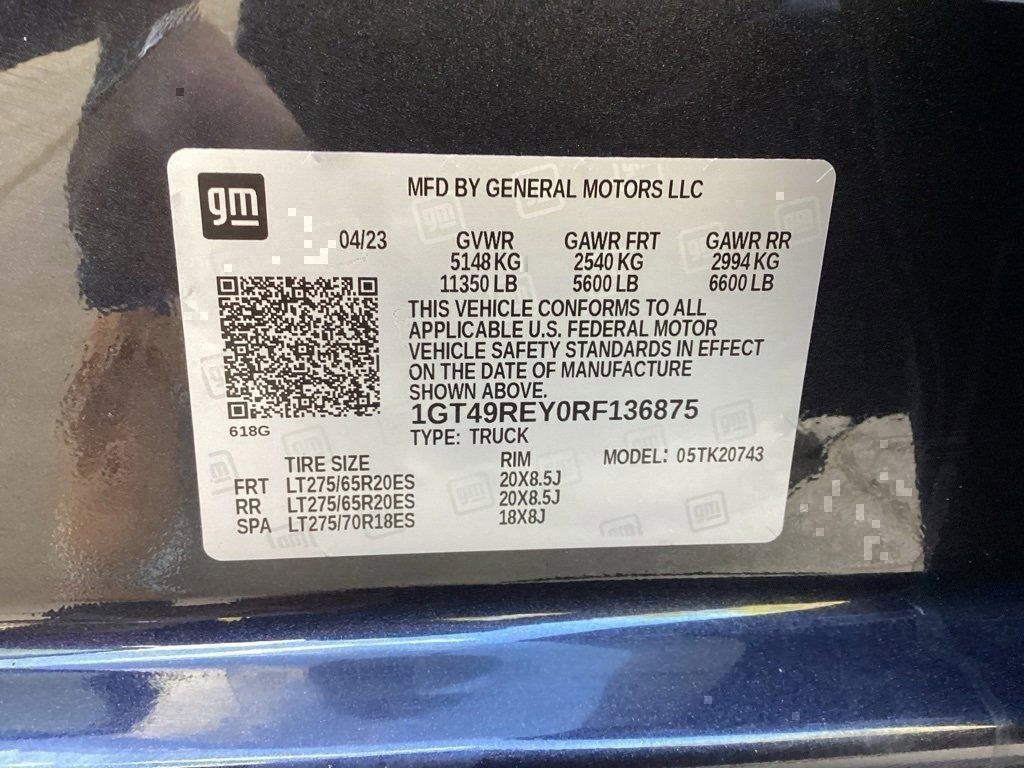 gm
MFD BY GENERAL MOTORS LLC
04/23 GVWR GAWR FRT GAWR RR
5148 KG 2540 KG 2994 KG
11350 LB 5600 LB 6600 LB
THIS VEHICLE CONFORMS TO ALL
APPLICABLE U.S. FEDERAL MOTOR
VEHICLE SAFETY STANDARDS IN EFFECT
ON THE DATE OF MANUFACTURE
SHOWN ABOVE.
1GT49REY0RF136875
618G
TYPE: TRUCK
TIRE SIZE RIM MODEL: 05TK20743
FRT LT275/65R20ES 20X8.5J
RR LT275/65R20ES 20X8.5J
SPA LT275/70R18ES 18X8J